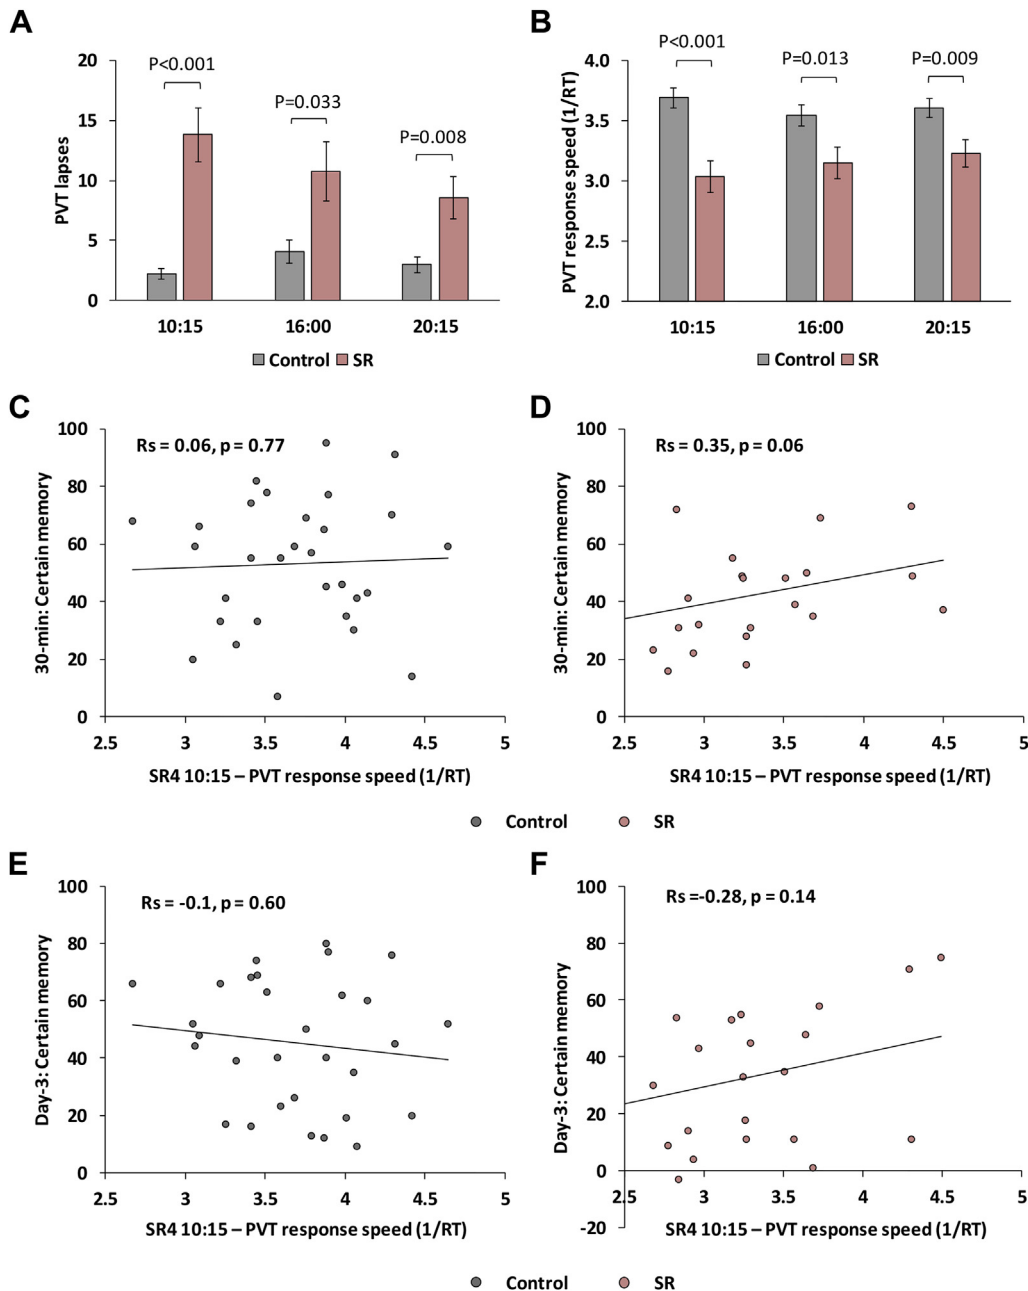 A
20
15
10
5
0
PVT lapses
P<0.001
P=0.033
P=0.008
10:15 16:00 20:15
Control SR
B
4.0
3.5
3.0
2.5
2.0
PVT response speed (1/RT)
P<0.001
P=0.013
P=0.009
10:15 16:00 20:15
Control SR
C
100
80
60
40
20
0
30-min: Certain memory
Rs = 0.06, p = 0.77
2.5 3 3.5 4 4.5 5
SR4 10:15 – PVT response speed (1/RT)
D
100
80
60
40
20
0
30-min: Certain memory
Rs = 0.35, p = 0.06
2.5 3 3.5 4 4.5 5
SR4 10:15 – PVT response speed (1/RT)
Control SR
E
100
80
60
40
20
0
Day-3: Certain memory
Rs = -0.1, p = 0.60
2.5 3 3.5 4 4.5 5
SR4 10:15 – PVT response speed (1/RT)
F
100
80
60
40
20
0
-20
Day-3: Certain memory
Rs =-0.28, p = 0.14
2.5 3 3.5 4 4.5 5
SR4 10:15 – PVT response speed (1/RT)
Control SR